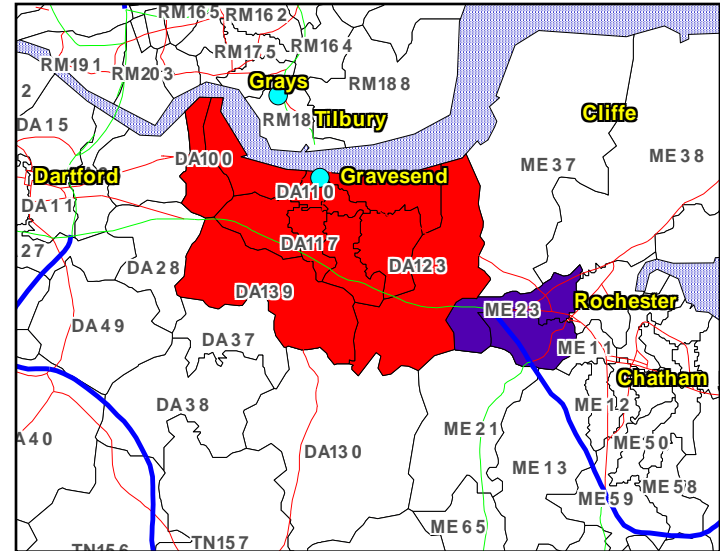 RM16 5
RM16 2
RM17 5
RM16 4
RM19 1
RM20 3
RM18 8
Grays
2
RM18
Tilbury
Cliffe
DA1 5
DA10 0
ME3 7
ME3 8
Dartford
Gravesend
DA11 0
DA1 1
DA11 7
27
DA2 8
DA12 3
DA13 9
ME2 3
Rochester
DA4 9
DA3 7
ME1 1
Chatham
DA3 8
ME1 2
A4 0
DA13 0
ME2 1
ME5 0
ME1 3
ME5 8
ME5 9
ME6 5
TN15 6
TN15 7